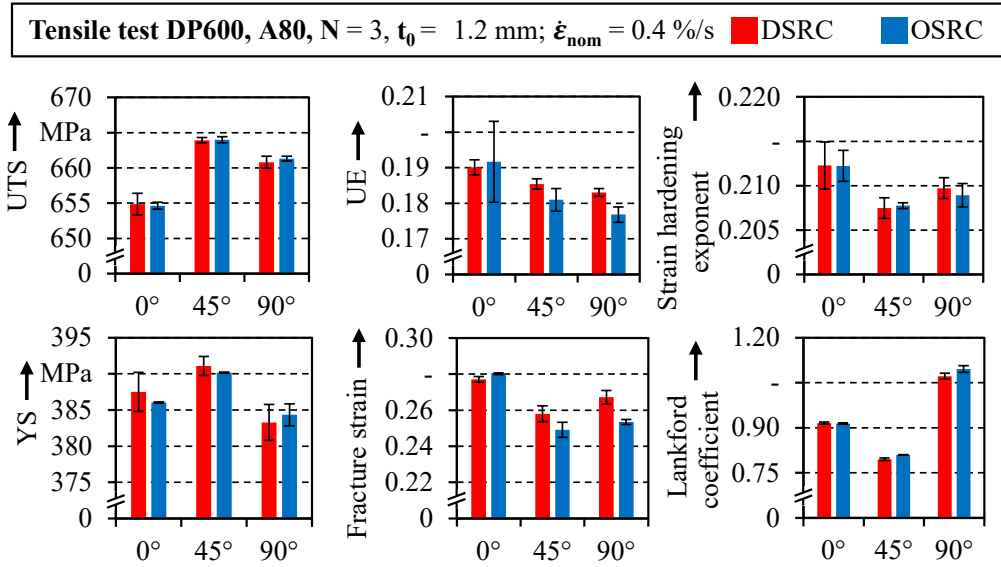 Tensile test DP600, A80, N = 3, t₀ = 1.2 mm; ε̇ₙₒₘ = 0.4 %/s DSRC OSRC
UTS
670
MPa
660
655
650
0
0° 45° 90°
UE
0.21
-
0.19
0.18
0.17
0
0° 45° 90°
Strain hardening
exponent
0.220
-
0.210
0.205
0
0° 45° 90°
YS
395
MPa
385
380
375
0
0° 45° 90°
Fracture strain
0.30
-
0.26
0.24
0.22
0
0° 45° 90°
Lankford
coefficient
1.20
-
0.90
0.75
0
0° 45° 90°